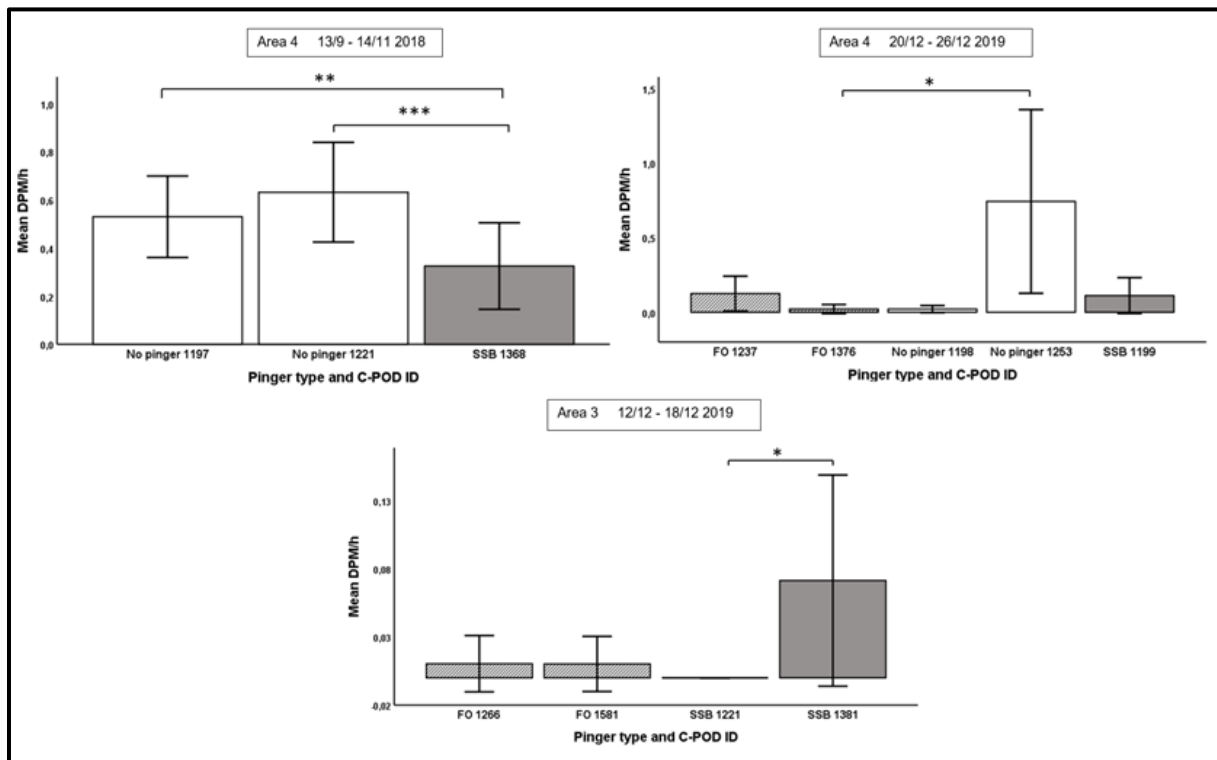 Area 4 13/9 - 14/11 2018
**
***
1,0
0,8
0,6
0,4
0,2
0,0
Mean DPM/h
No pinger 1197 No pinger 1221 SSB 1368
Pinger type and C-POD ID
Area 4 20/12 - 26/12 2019
*
1,5
1,0
0,5
0,0
Mean DPM/h
FO 1237 FO 1376 No pinger 1198 No pinger 1253 SSB 1199
Pinger type and C-POD ID
Area 3 12/12 - 18/12 2019
*
0,13
0,08
0,03
-0,02
Mean DPM/h
FO 1266 FO 1581 SSB 1221 SSB 1381
Pinger type and C-POD ID